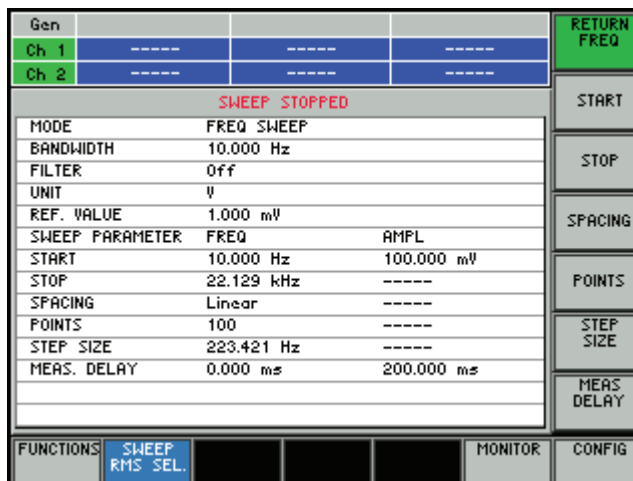 Gen
Ch 1 ----- ----- -----
Ch 2 ----- ----- -----
SWEEP STOPPED
MODE FREQ SWEEP
BANDWIDTH 10.000 Hz
FILTER Off
UNIT V
REF. VALUE 1.000 mV
SWEEP PARAMETER FREQ AMPL
START 10.000 Hz 100.000 mV
STOP 22.129 kHz -----
SPACING Linear -----
POINTS 100 -----
STEP SIZE 223.421 Hz -----
MEAS. DELAY 0.000 ms 200.000 ms
RETURN
FREQ
START
STOP
SPACING
POINTS
STEP
SIZE
MEAS
DELAY
FUNCTIONS
SWEEP
RMS SEL.
MONITOR
CONFIG